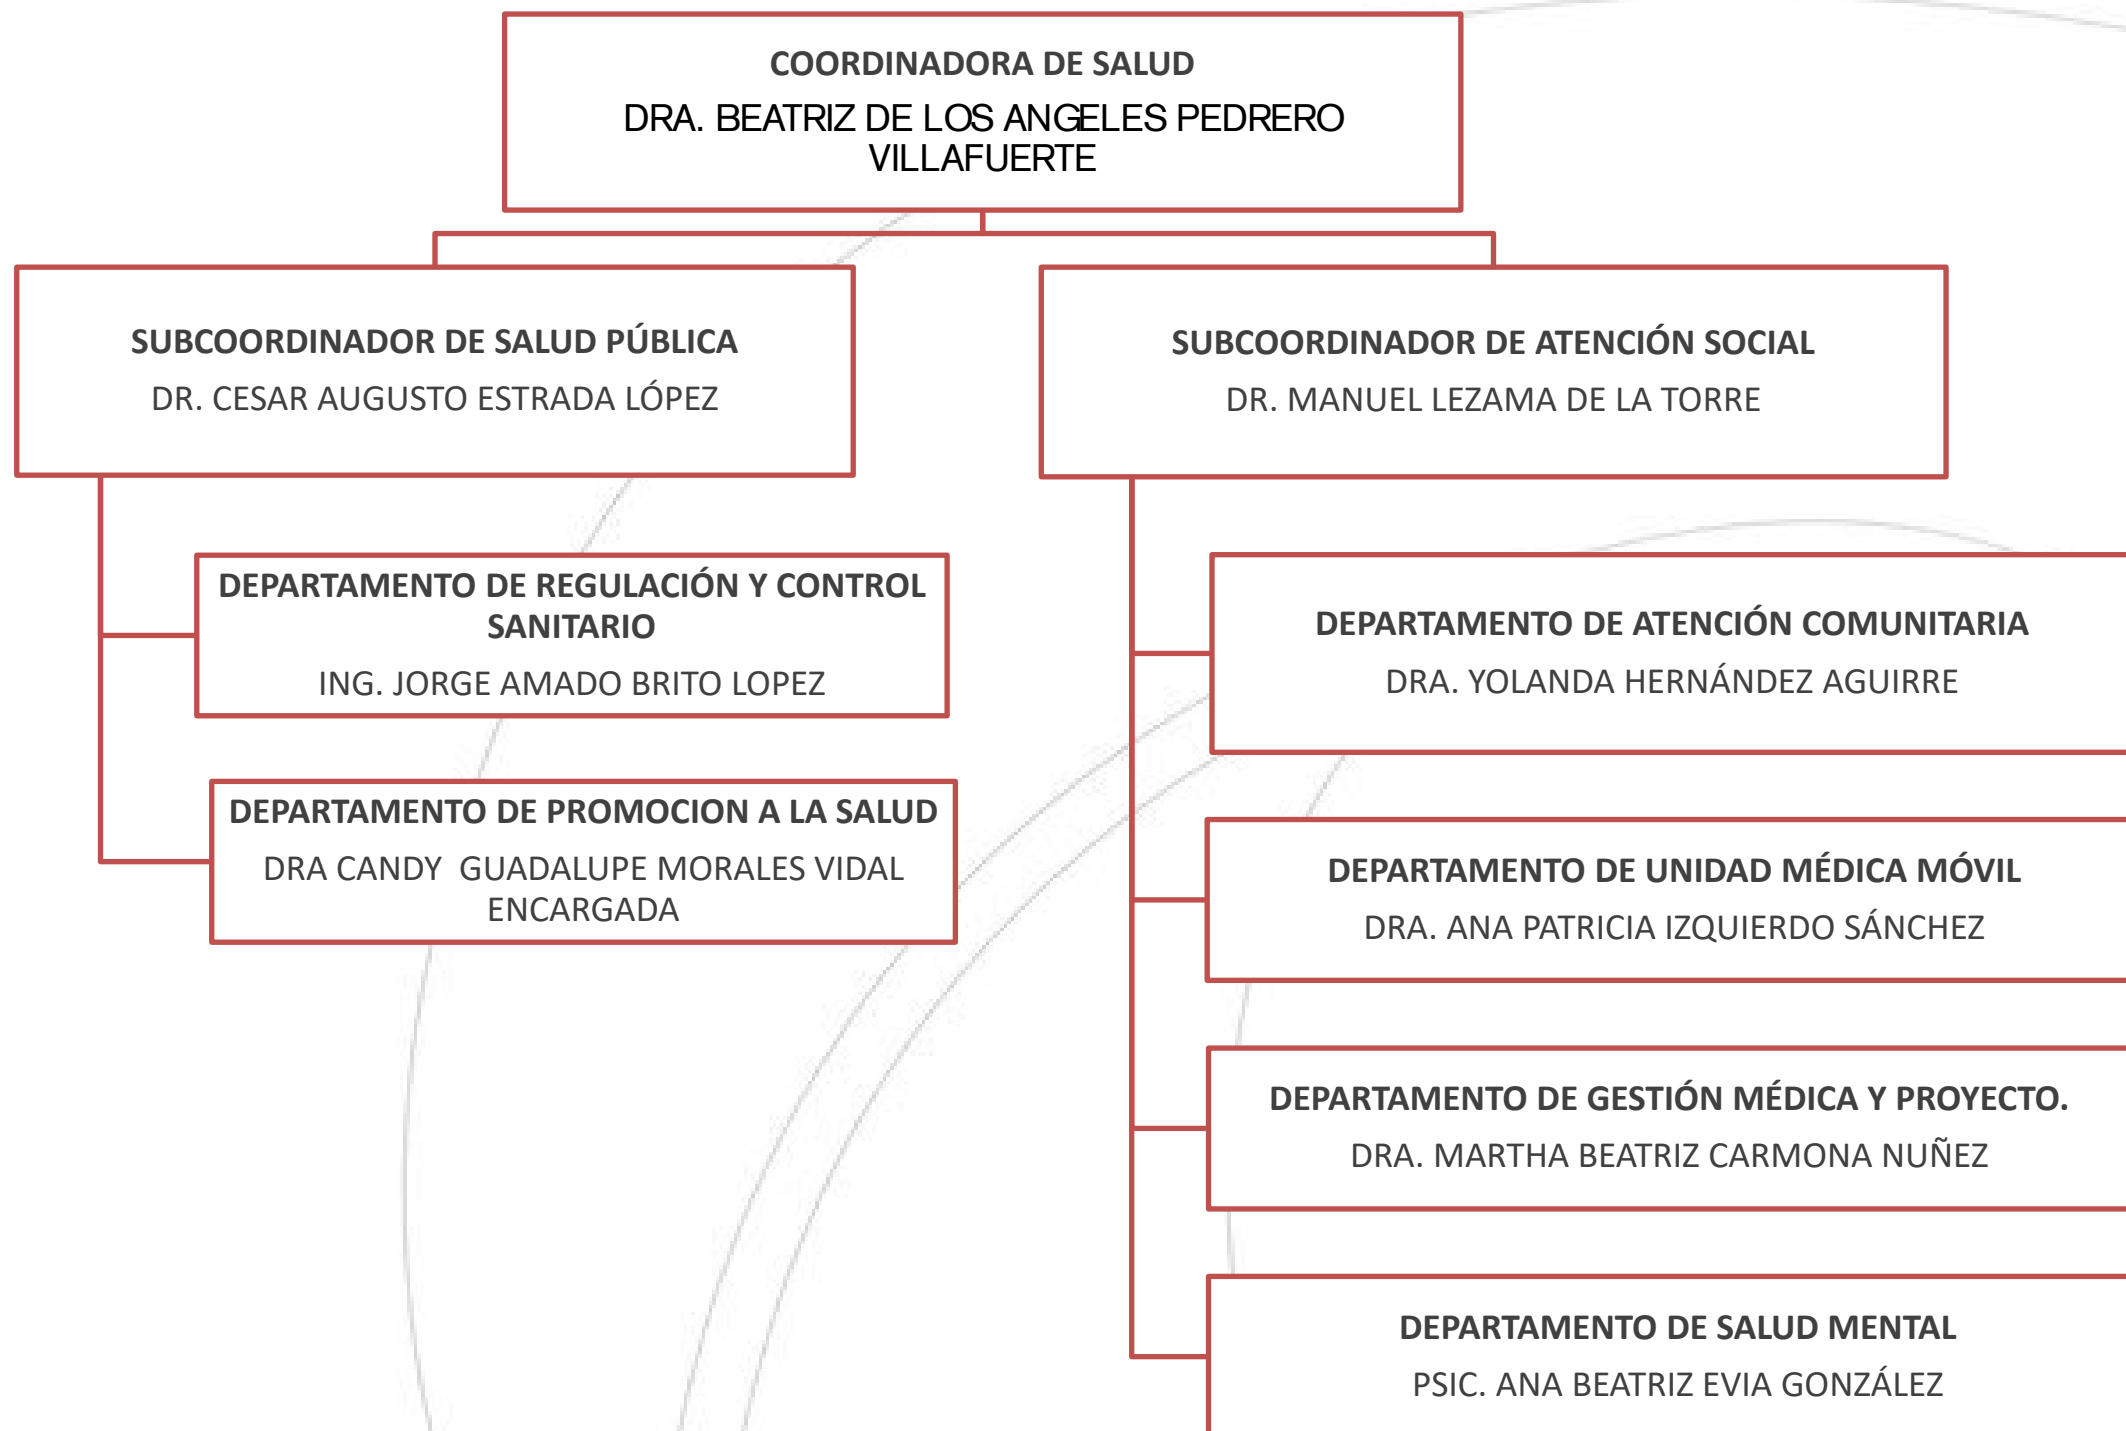 COORDINADORA DE SALUD
DRA. BEATRIZ DE LOS ANGELES PEDRERO
VILLAFUERTE
SUBCOORDINADOR DE SALUD PÚBLICA
DR. CESAR AUGUSTO ESTRADA LÓPEZ
SUBCOORDINADOR DE ATENCIÓN SOCIAL
DR. MANUEL LEZAMA DE LA TORRE
DEPARTAMENTO DE REGULACIÓN Y CONTROL
SANITARIO
ING. JORGE AMADO BRITO LOPEZ
DEPARTAMENTO DE PROMOCION A LA SALUD
DRA CANDY  GUADALUPE MORALES VIDAL
ENCARGADA
DEPARTAMENTO DE ATENCIÓN COMUNITARIA
DRA. YOLANDA HERNÁNDEZ AGUIRRE
DEPARTAMENTO DE UNIDAD MÉDICA MÓVIL
DRA. ANA PATRICIA IZQUIERDO SÁNCHEZ
DEPARTAMENTO DE GESTIÓN MÉDICA Y PROYECTO.
DRA. MARTHA BEATRIZ CARMONA NUÑEZ
DEPARTAMENTO DE SALUD MENTAL
PSIC. ANA BEATRIZ EVIA GONZÁLEZ